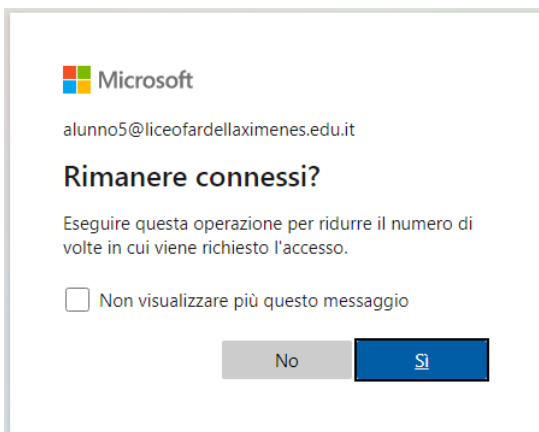 Microsoft
alunno5@liceofardellaximenes.edu.it
Rimanere connessi?
Eseguire questa operazione per ridurre il numero di
volte in cui viene richiesto l'accesso.
Non visualizzare più questo messaggio
No
Sì